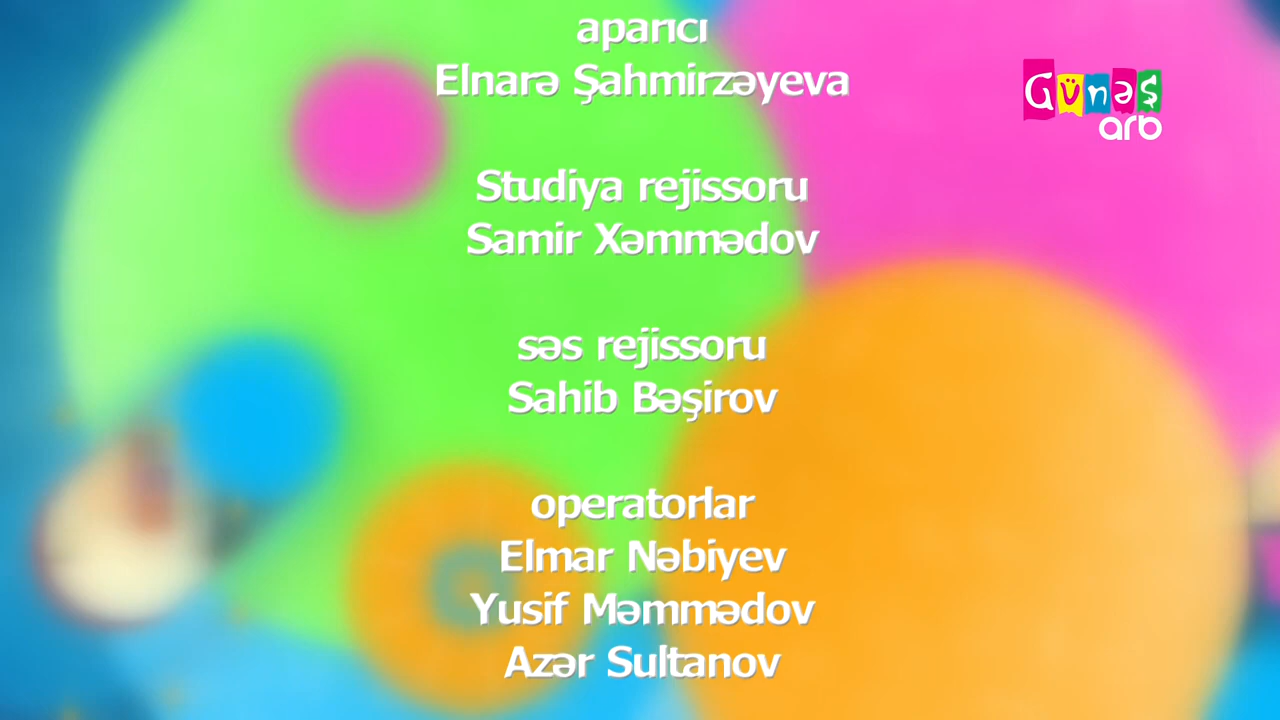 aparıcı
Elnarə Şahmirzəyeva
Günəş
arb
Studiya rejissoru
Samir Xəmmədov
səs rejissoru
Sahib Bəşirov
operatorlar
Elmar Nəbiyev
Yusif Məmmədov
Azər Sultanov